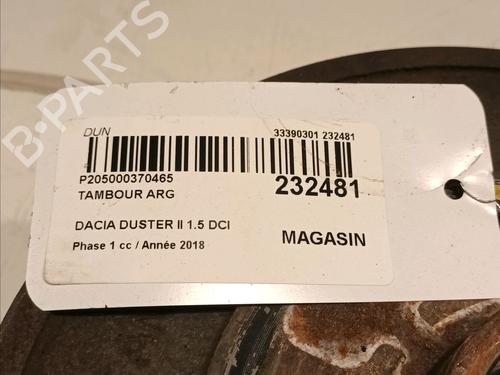 B-PARTS
DUN 33390301 232481
P205000370465 232481
TAMBOUR ARG
DACIA DUSTER II 1.5 DCI
Phase 1 cc / Année 2018 MAGASIN